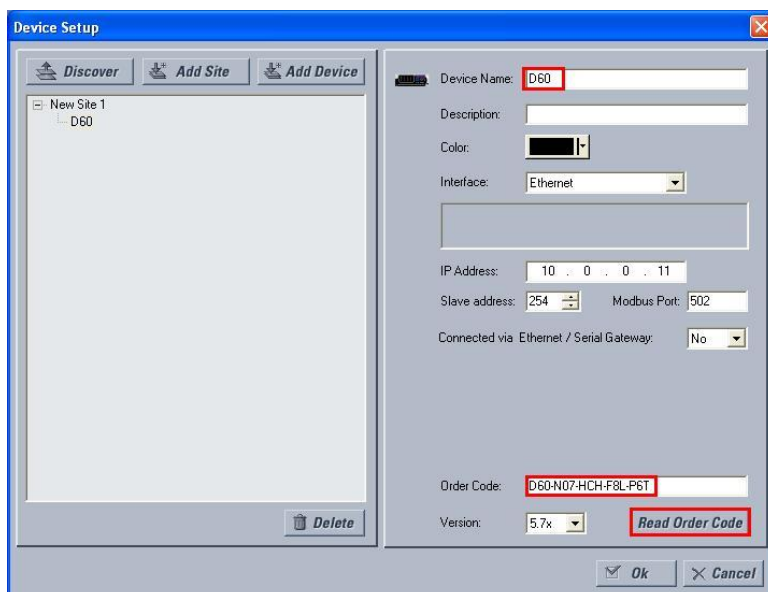 Device Setup
Discover
Add Site
Add Device
New Site 1
D60
Delete
Device Name: D60
Description:
Color:
Interface: Ethernet
IP Address: 10 . 0 . 0 . 11
Slave address: 254 Modbus Port: 502
Connected via Ethernet / Serial Gateway: No
Order Code: D60-N07-HCH-F8L-P6T
Version: 5.7x Read Order Code
Ok Cancel